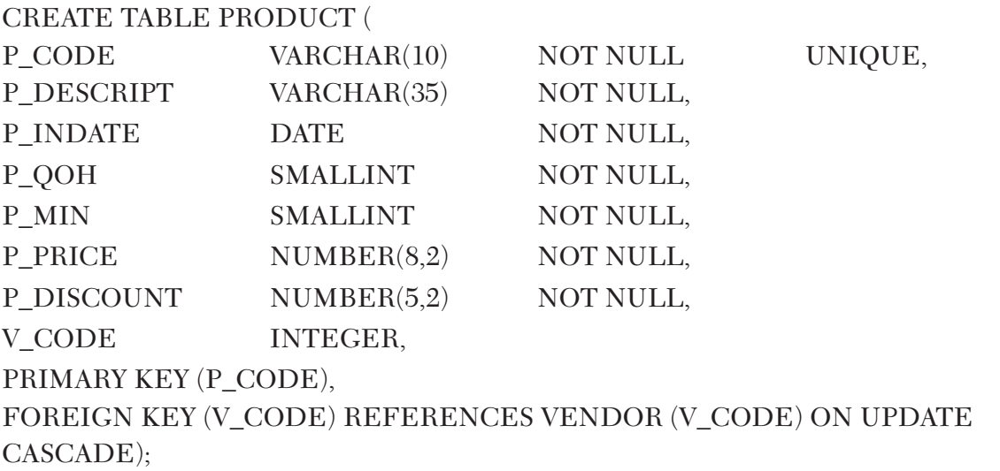 CREATE TABLE PRODUCT (
P_CODE VARCHAR(10) NOT NULL UNIQUE,
P_DESCRIPT VARCHAR(35) NOT NULL,
P_INDATE DATE NOT NULL,
P_QOH SMALLINT NOT NULL,
P_MIN SMALLINT NOT NULL,
P_PRICE NUMBER(8,2) NOT NULL,
P_DISCOUNT NUMBER(5,2) NOT NULL,
V_CODE INTEGER,
PRIMARY KEY (P_CODE),
FOREIGN KEY (V_CODE) REFERENCES VENDOR (V_CODE) ON UPDATE
CASCADE);